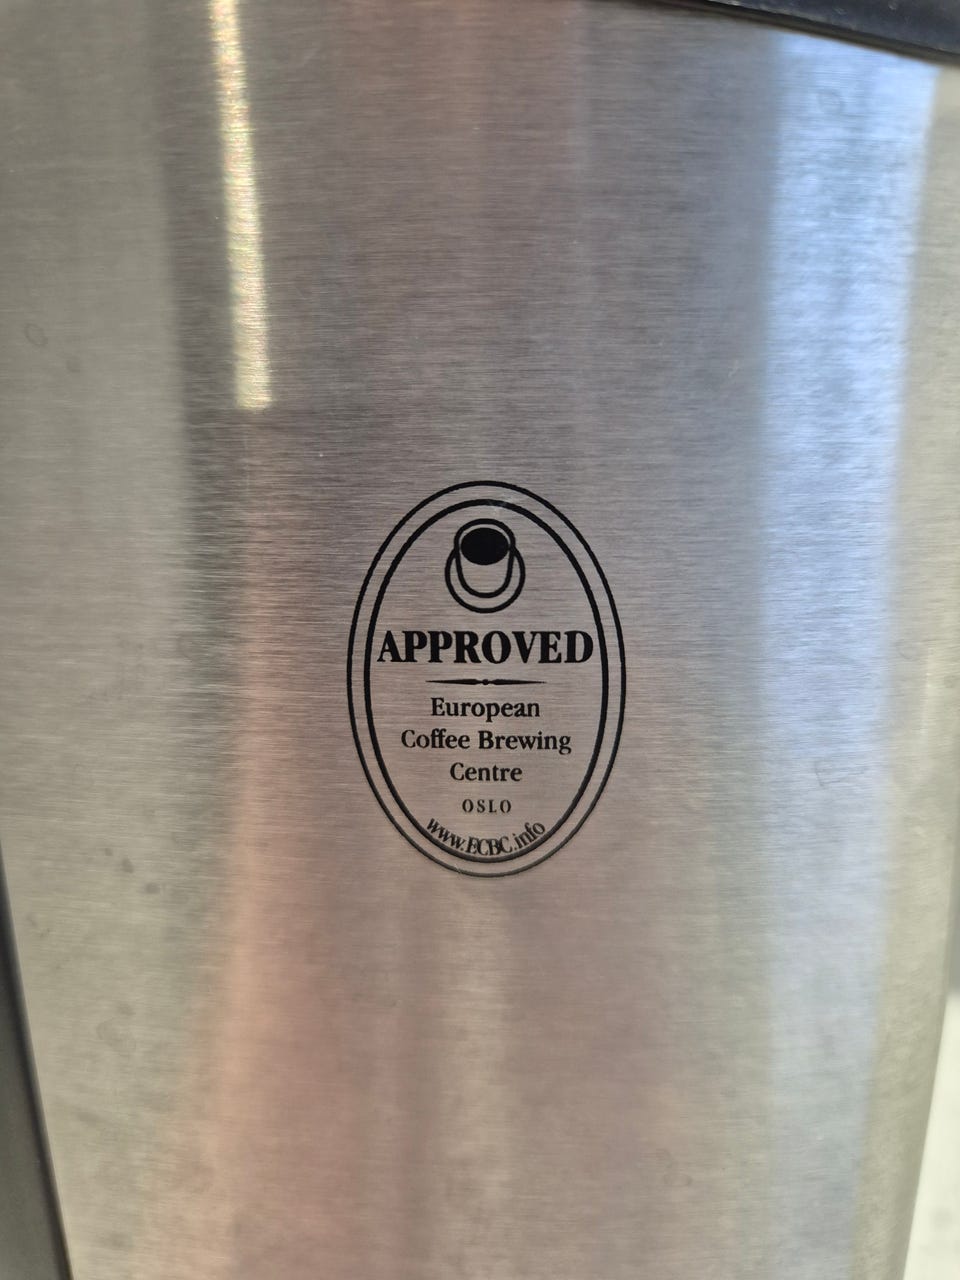 APPROVED
European
Coffee Brewing
Centre
OSLO
www.ECBC.info